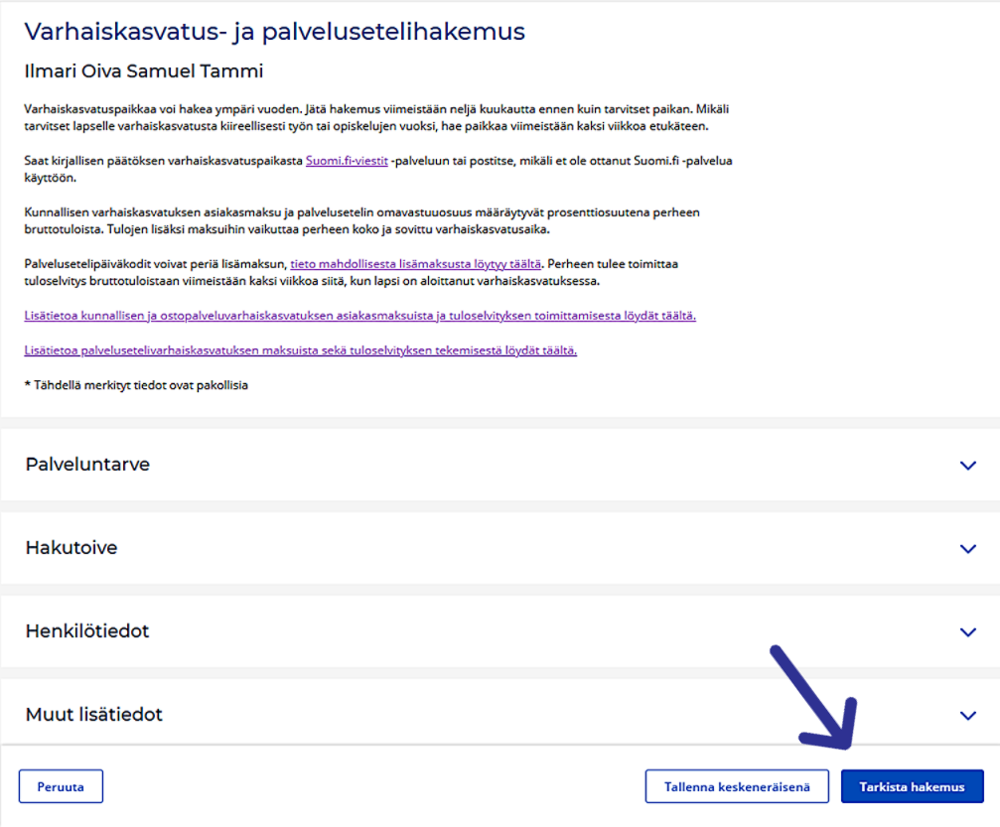 Varhaiskasvatus- ja palvelusetelihakemus
Ilmari Oiva Samuel Tammi
Varhaiskasvatuspaikkaa voi hakea ympäri vuoden. Jätä hakemus viimeistään neljä kuukautta ennen kuin tarvitset paikan. Mikäli
tarvitset lapselle varhaiskasvatusta kiireellisesti työn tai opiskelujen vuoksi, hae paikkaa viimeistään kaksi viikkoa etukäteen.
Saat kirjallisen päätöksen varhaiskasvatuspaikasta Suomi.fi-viestit -palveluun tai postitse, mikäli et ole ottanut Suomi.fi -palvelua
käyttöön.
Kunnallisen varhaiskasvatuksen asiakasmaksu ja palvelusetelin omavastuuosuus määräytyvät prosenttiosuutena perheen
bruttotuloista. Tulojen lisäksi maksuihin vaikuttaa perheen koko ja sovittu varhaiskasvatusaika.
Palvelusetelipäiväkodit voivat periä lisämaksun, tieto mahdollisesta lisämaksusta löytyy täältä. Perheen tulee toimittaa
tuloselvitys bruttotuloistaan viimeistään kaksi viikkoa siitä, kun lapsi on aloittanut varhaiskasvatuksessa.
Lisätietoa kunnallisen ja ostopalveluvarhaiskasvatuksen asiakasmaksuista ja tuloselvityksen toimittamisesta löydät täältä.
Lisätietoa palvelusetelivarhaiskasvatuksen maksuista sekä tuloselvityksen tekemisestä löydät täältä.
* Tähdellä merkityt tiedot ovat pakollisia
Palveluntarve
Hakutoive
Henkilötiedot
Muut lisätiedot
Peruuta
Tallenna keskeneräisenä
Tarkista hakemus